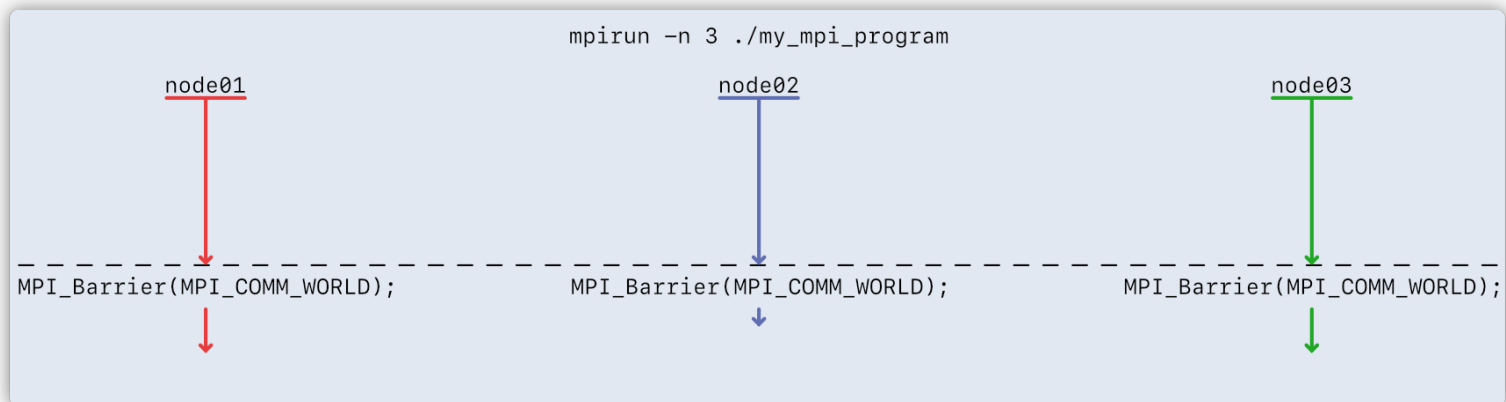 mpirun -n 3 ./my_mpi_program
node01 node02 node03
MPI_Barrier(MPI_COMM_WORLD); MPI_Barrier(MPI_COMM_WORLD); MPI_Barrier(MPI_COMM_WORLD);